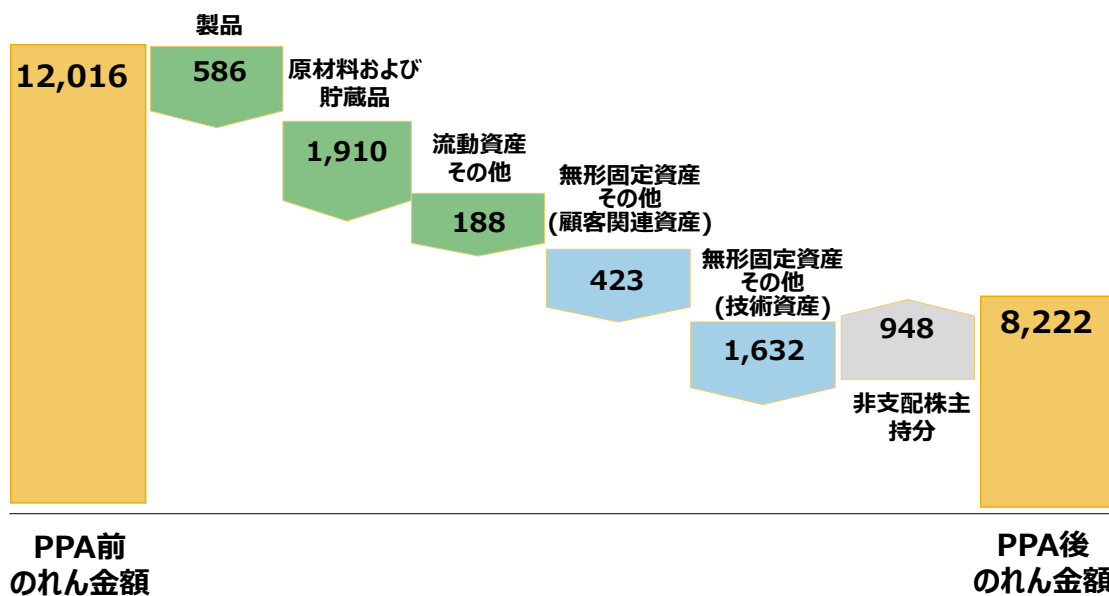 製品
12,016
586
原材料および
貯蔵品
1,910
流動資産
その他
188
無形固定資産
その他
(顧客関連資産)
423
無形固定資産
その他
(技術資産)
1,632
948
非支配株主
持分
8,222
PPA前
のれん金額
PPA後
のれん金額